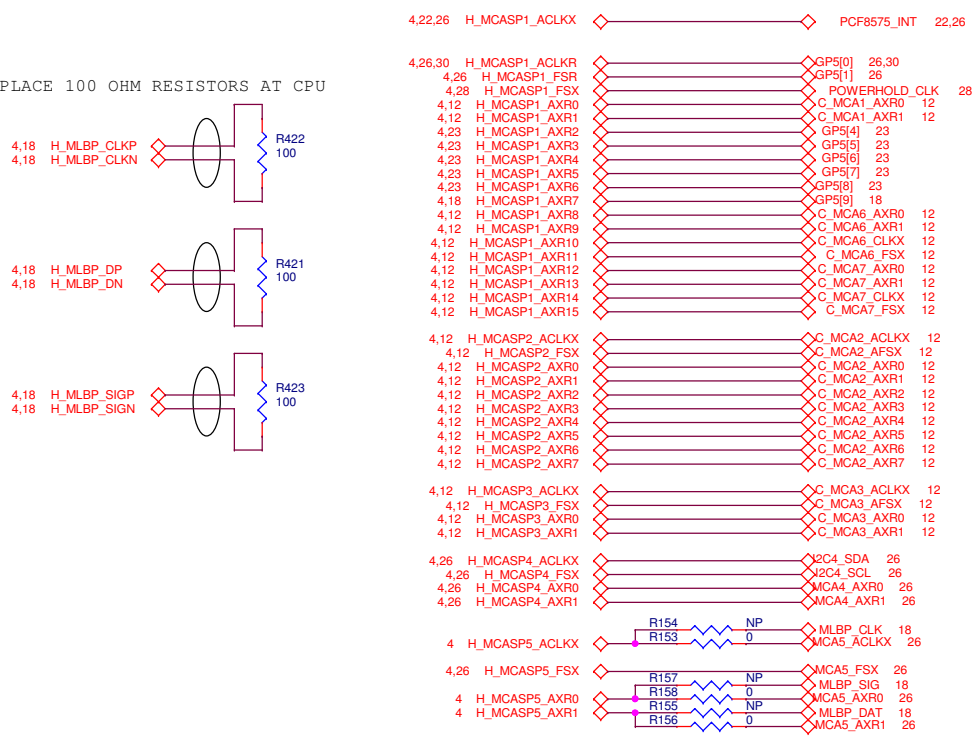 4,22,26 H_MCASP1_ACLKX PCF8575_INT 22,26
PLACE 100 OHM RESISTORS AT CPU
4,18 H_MLBP_CLKP
4,18 H_MLBP_CLKN
R422
100
4,18 H_MLBP_DP
4,18 H_MLBP_DN
R421
100
4,18 H_MLBP_SIGP
4,18 H_MLBP_SIGN
R423
100
4,26,30 H_MCASP1_ACLKR GP5[0] 26,30
4,26 H_MCASP1_FSR GP5[1] 26
4,28 H_MCASP1_FSX POWERHOLD_CLK 28
4,12 H_MCASP1_AXR0 C_MCA1_AXR0 12
4,12 H_MCASP1_AXR1 C_MCA1_AXR1 12
4,23 H_MCASP1_AXR2 GP5[4] 23
4,23 H_MCASP1_AXR3 GP5[5] 23
4,23 H_MCASP1_AXR4 GP5[6] 23
4,23 H_MCASP1_AXR5 GP5[7] 23
4,23 H_MCASP1_AXR6 GP5[8] 23
4,18 H_MCASP1_AXR7 GP5[9] 18
4,12 H_MCASP1_AXR8 C_MCA6_AXR0 12
4,12 H_MCASP1_AXR9 C_MCA6_AXR1 12
4,12 H_MCASP1_AXR10 C_MCA6_CLKX 12
4,12 H_MCASP1_AXR11 C_MCA6_FSX 12
4,12 H_MCASP1_AXR12 C_MCA7_AXR0 12
4,12 H_MCASP1_AXR13 C_MCA7_AXR1 12
4,12 H_MCASP1_AXR14 C_MCA7_CLKX 12
4,12 H_MCASP1_AXR15 C_MCA7_FSX 12
4,12 H_MCASP2_ACLKX C_MCA2_ACLKX 12
4,12 H_MCASP2_FSX C_MCA2_AFSX 12
4,12 H_MCASP2_AXR0 C_MCA2_AXR0 12
4,12 H_MCASP2_AXR1 C_MCA2_AXR1 12
4,12 H_MCASP2_AXR2 C_MCA2_AXR2 12
4,12 H_MCASP2_AXR3 C_MCA2_AXR3 12
4,12 H_MCASP2_AXR4 C_MCA2_AXR4 12
4,12 H_MCASP2_AXR5 C_MCA2_AXR5 12
4,12 H_MCASP2_AXR6 C_MCA2_AXR6 12
4,12 H_MCASP2_AXR7 C_MCA2_AXR7 12
4,12 H_MCASP3_ACLKX C_MCA3_ACLKX 12
4,12 H_MCASP3_FSX C_MCA3_AFSX 12
4,12 H_MCASP3_AXR0 C_MCA3_AXR0 12
4,12 H_MCASP3_AXR1 C_MCA3_AXR1 12
4,26 H_MCASP4_ACLKX I2C4_SDA 26
4,26 H_MCASP4_FSX I2C4_SCL 26
4,26 H_MCASP4_AXR0 MCA4_AXR0 26
4,26 H_MCASP4_AXR1 MCA4_AXR1 26
R154 NP MLBP_CLK 18
4 H_MCASP5_ACLKX R153 0 MCA5_ACLKX 26
4,26 H_MCASP5_FSX MCA5_FSX 26
R157 NP MLBP_SIG 18
4 H_MCASP5_AXR0 R158 0 MCA5_AXR0 26
4 H_MCASP5_AXR1 R155 NP MLBP_DAT 18
R156 0 MCA5_AXR1 26